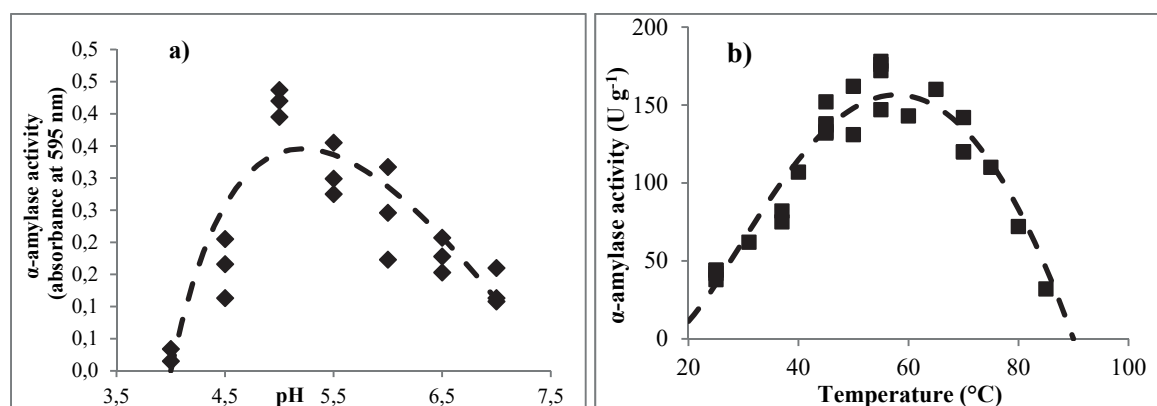 a)
α-amylase activity
(absorbance at 595 nm)
0,5
0,5
0,4
0,4
0,3
0,3
0,2
0,2
0,1
0,1
0,0
3,5 4,5 5,5 6,5 7,5
pH
b)
α-amylase activity (U g⁻¹)
200
150
100
50
0
20 40 60 80 100
Temperature (°C)